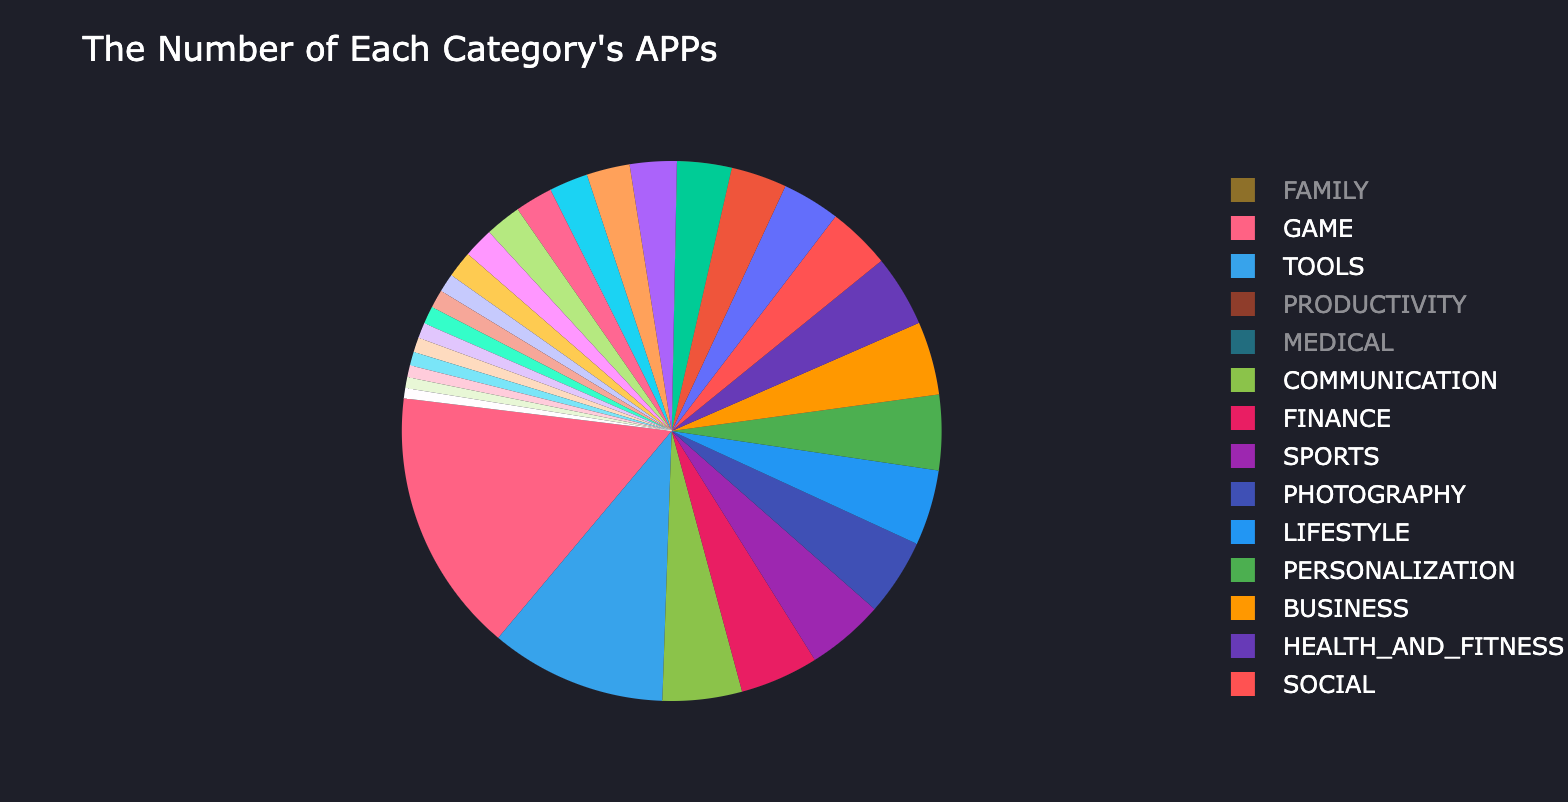 The Number of Each Category's APPs
FAMILY
GAME
TOOLS
PRODUCTIVITY
MEDICAL
COMMUNICATION
FINANCE
SPORTS
PHOTOGRAPHY
LIFESTYLE
PERSONALIZATION
BUSINESS
HEALTH_AND_FITNESS
SOCIAL